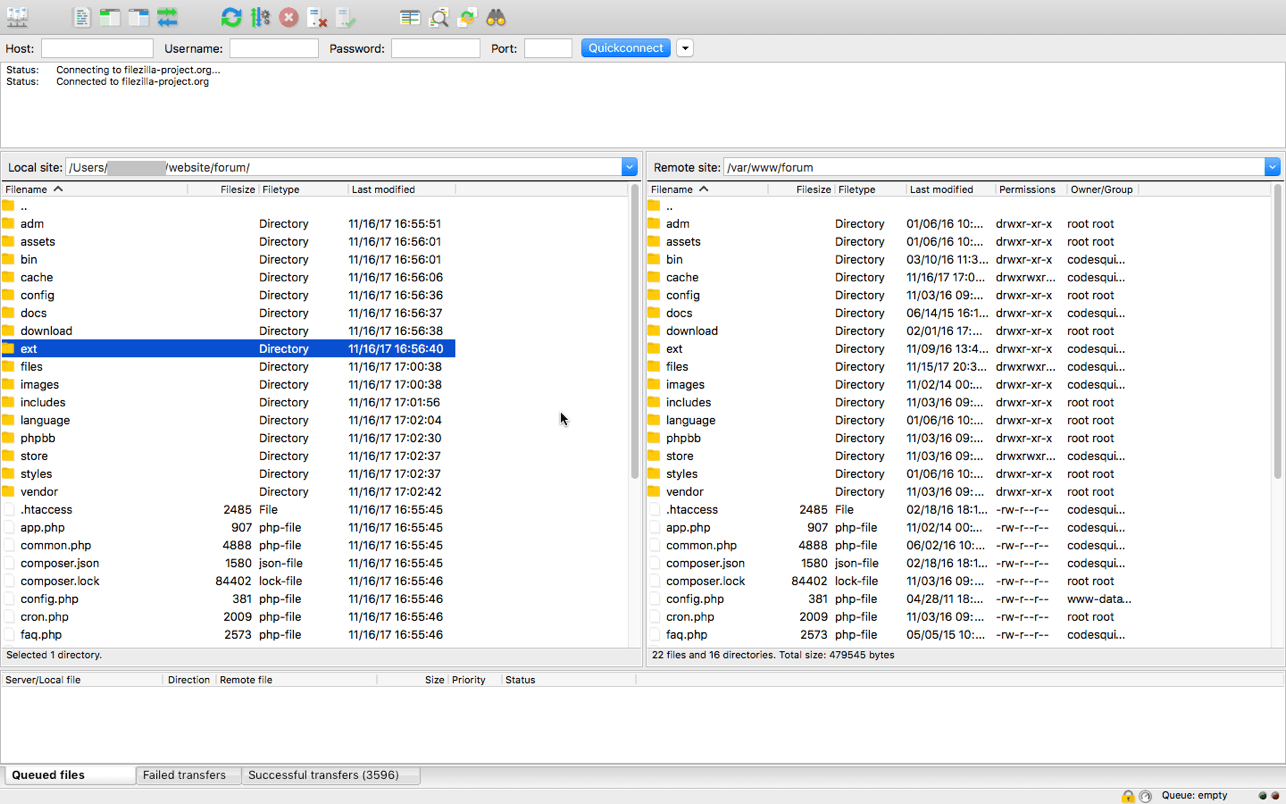 Host: Username: Password: Port: Quickconnect
Status: Connecting to filezilla-project.org...
Status: Connected to filezilla-project.org
Local site: /Users/ /website/forum/
Filename Filesize Filetype Last modified
..
adm Directory 11/16/17 16:55:51
assets Directory 11/16/17 16:56:01
bin Directory 11/16/17 16:56:01
cache Directory 11/16/17 16:56:06
config Directory 11/16/17 16:56:36
docs Directory 11/16/17 16:56:37
download Directory 11/16/17 16:56:38
ext Directory 11/16/17 16:56:40
files Directory 11/16/17 17:00:38
images Directory 11/16/17 17:00:38
includes Directory 11/16/17 17:01:56
language Directory 11/16/17 17:02:04
phpbb Directory 11/16/17 17:02:30
store Directory 11/16/17 17:02:37
styles Directory 11/16/17 17:02:37
vendor Directory 11/16/17 17:02:42
.htaccess 2485 File 11/16/17 16:55:45
app.php 907 php-file 11/16/17 16:55:45
common.php 4888 php-file 11/16/17 16:55:45
composer.json 1580 json-file 11/16/17 16:55:45
composer.lock 84402 lock-file 11/16/17 16:55:46
config.php 381 php-file 11/16/17 16:55:46
cron.php 2009 php-file 11/16/17 16:55:46
faq.php 2573 php-file 11/16/17 16:55:46
Selected 1 directory.
Remote site: /var/www/forum
Filename Filesize Filetype Last modified Permissions Owner/Group
..
adm Directory 01/06/16 10:... drwxr-xr-x root root
assets Directory 01/06/16 10:... drwxr-xr-x root root
bin Directory 03/10/16 11:3... drwxr-xr-x codesqui...
cache Directory 11/16/17 17:0... drwxrwxr... codesqui...
config Directory 11/03/16 09:... drwxr-xr-x root root
docs Directory 06/14/15 16:1... drwxr-xr-x codesqui...
download Directory 02/01/16 17:... drwxr-xr-x codesqui...
ext Directory 11/09/16 13:4... drwxr-xr-x codesqui...
files Directory 11/15/17 20:3... drwxrwxr... codesqui...
images Directory 11/02/14 00:... drwxr-xr-x codesqui...
includes Directory 11/03/16 09:... drwxr-xr-x root root
language Directory 01/06/16 10:... drwxr-xr-x root root
phpbb Directory 11/03/16 09:... drwxr-xr-x root root
store Directory 11/03/16 09:... drwxrwxr... codesqui...
styles Directory 01/06/16 10:... drwxr-xr-x root root
vendor Directory 11/03/16 09:... drwxr-xr-x root root
.htaccess 2485 File 02/18/16 18:1... -rw-r--r-- codesqui...
app.php 907 php-file 11/02/14 00:... -rw-r--r-- codesqui...
common.php 4888 php-file 06/02/16 10:... -rw-r--r-- codesqui...
composer.json 1580 json-file 02/18/16 18:1... -rw-r--r-- codesqui...
composer.lock 84402 lock-file 11/03/16 09:... -rw-r--r-- root root
config.php 381 php-file 04/28/11 18:... -rw-r--r-- www-data...
cron.php 2009 php-file 11/03/16 09:... -rw-r--r-- root root
faq.php 2573 php-file 05/05/15 10:... -rw-r--r-- codesqui...
22 files and 16 directories. Total size: 479545 bytes
Server/Local file Direction Remote file Size Priority Status
Queued files Failed transfers Successful transfers (3596)
Queue: empty